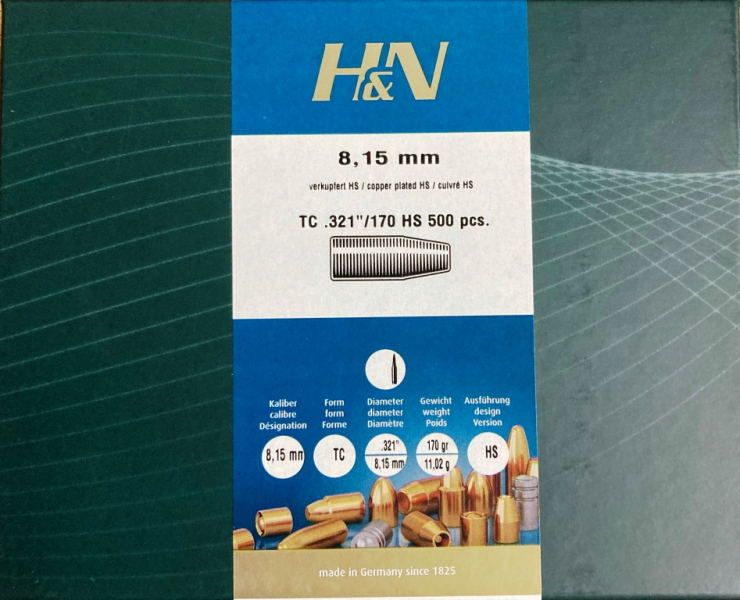 H&N
8,15 mm
verkupfert HS / copper plated HS / cuivré HS
TC .321"/170 HS 500 pcs.
Kaliber
calibre
Désignation
8,15 mm
Form
form
Forme
TC
Diameter
diameter
Diamètre
.321"
8,15 mm
Gewicht
weight
Poids
170 gr
11,02 g
Ausführung
design
Version
HS
made in Germany since 1825